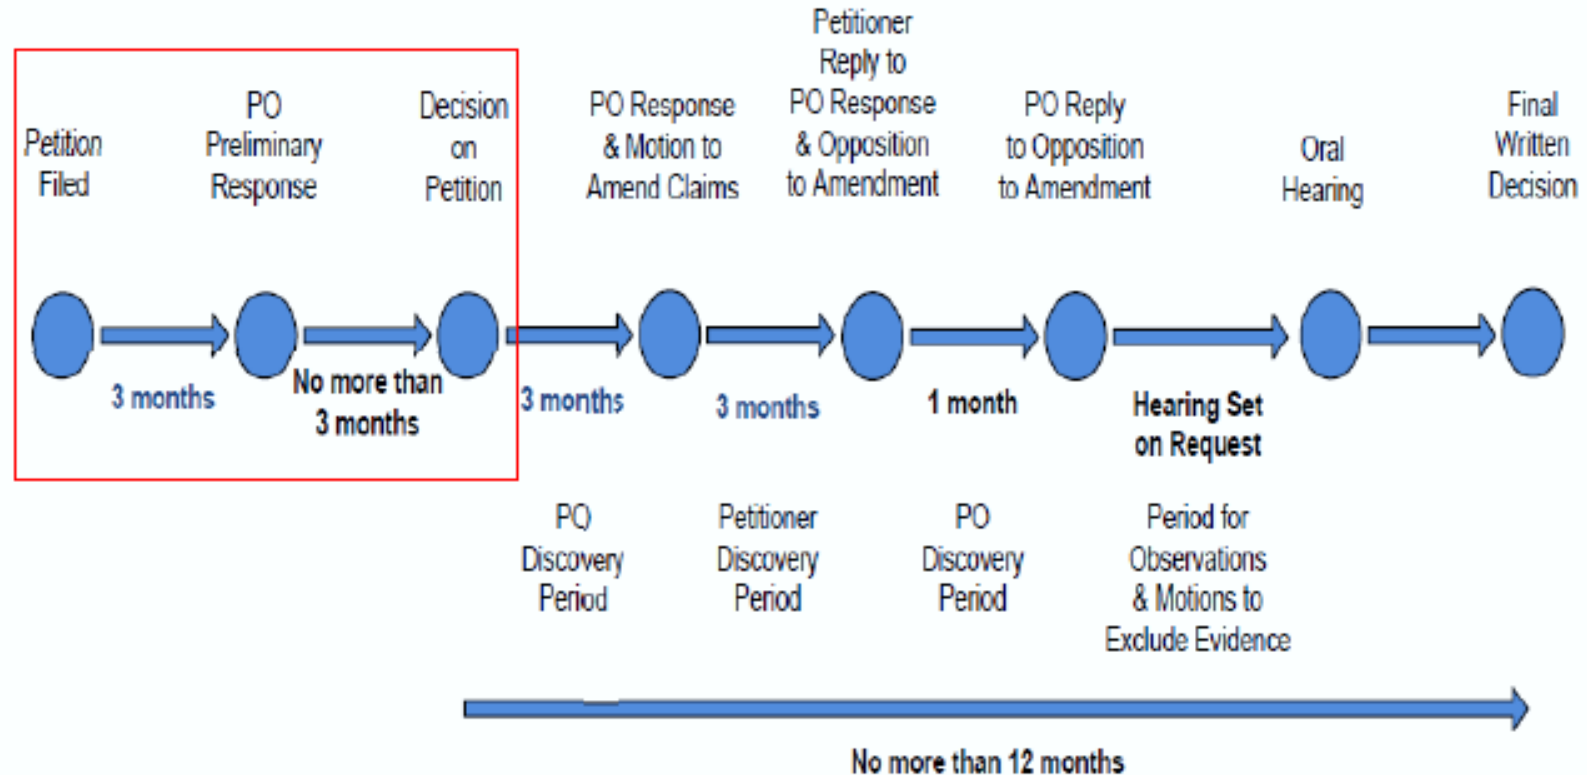 Petition
Filed
PO
Preliminary
Response
Decision
on
Petition
PO Response
& Motion to
Amend Claims
Petitioner
Reply to
PO Response
& Opposition
to Amendment
PO Reply
to Opposition
to Amendment
Oral
Hearing
Final
Written
Decision
3 months
No more than
3 months
3 months
3 months
1 month
Hearing Set
on Request
PO
Discovery
Period
Petitioner
Discovery
Period
PO
Discovery
Period
Period for
Observations
& Motions to
Exclude Evidence
No more than 12 months